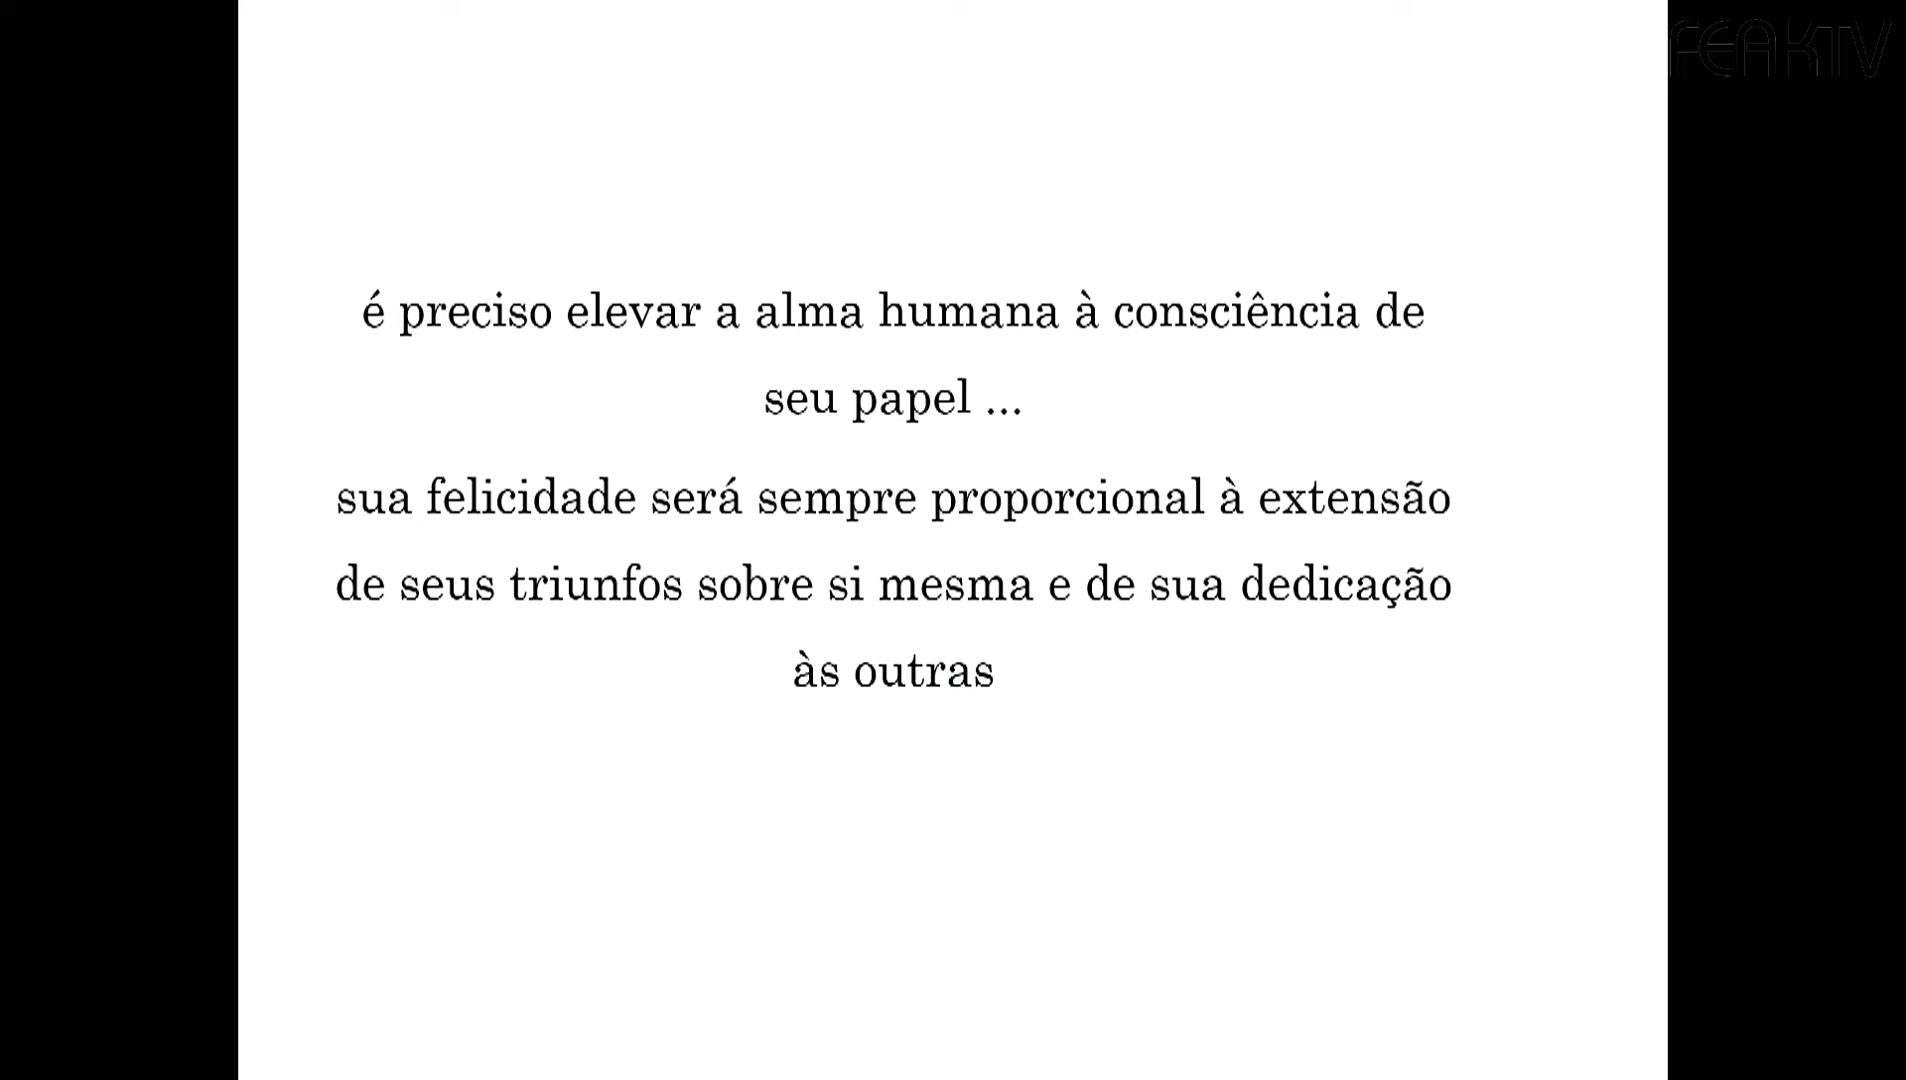 FEAKTV
é preciso elevar a alma humana à consciência de
seu papel ...
sua felicidade será sempre proporcional à extensão
de seus triunfos sobre si mesma e de sua dedicação
às outras